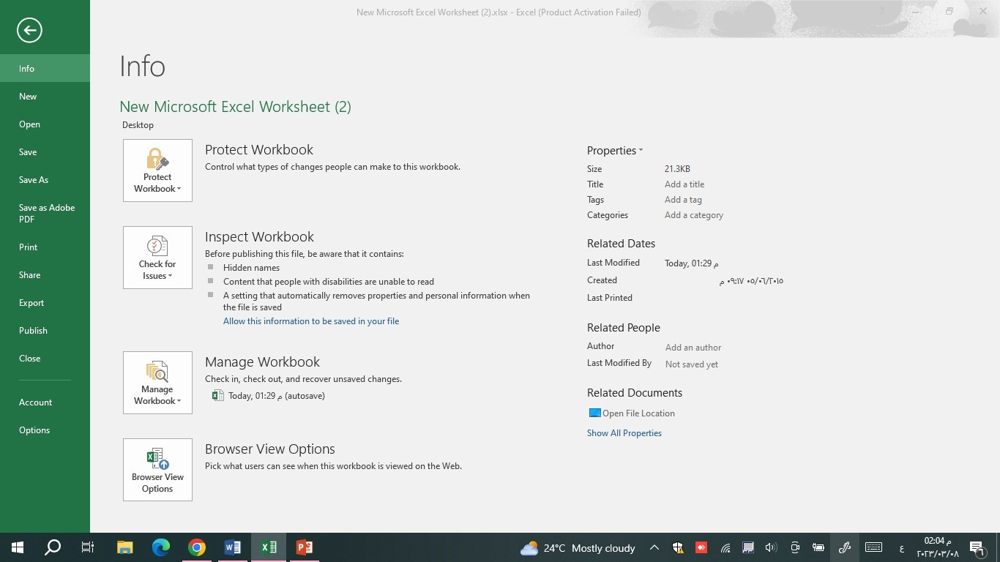 New Microsoft Excel Worksheet (2).xlsx - Excel (Product Activation Failed)
Info
New
Open
Save
Save As
Save as Adobe
PDF
Print
Share
Export
Publish
Close
Account
Options
Info
New Microsoft Excel Worksheet (2)
Desktop
Protect
Workbook
Protect Workbook
Control what types of changes people can make to this workbook.
Check for
Issues
Inspect Workbook
Before publishing this file, be aware that it contains:
Hidden names
Content that people with disabilities are unable to read
A setting that automatically removes properties and personal information when
the file is saved
Allow this information to be saved in your file
Manage
Workbook
Manage Workbook
Check in, check out, and recover unsaved changes.
Today, 01:29 م (autosave)
Browser View
Options
Browser View Options
Pick what users can see when this workbook is viewed on the Web.
Properties
Size 21.3KB
Title Add a title
Tags Add a tag
Categories Add a category
Related Dates
Last Modified Today, 01:29 م
Created ٠٥/٠٦/٢٠١٥ ٠٩:١٧ م
Last Printed
Related People
Author Add an author
Last Modified By Not saved yet
Related Documents
Open File Location
Show All Properties
24°C Mostly cloudy
ع
02:04 م
٢٠٢٣/٠٣/٠٨
٦